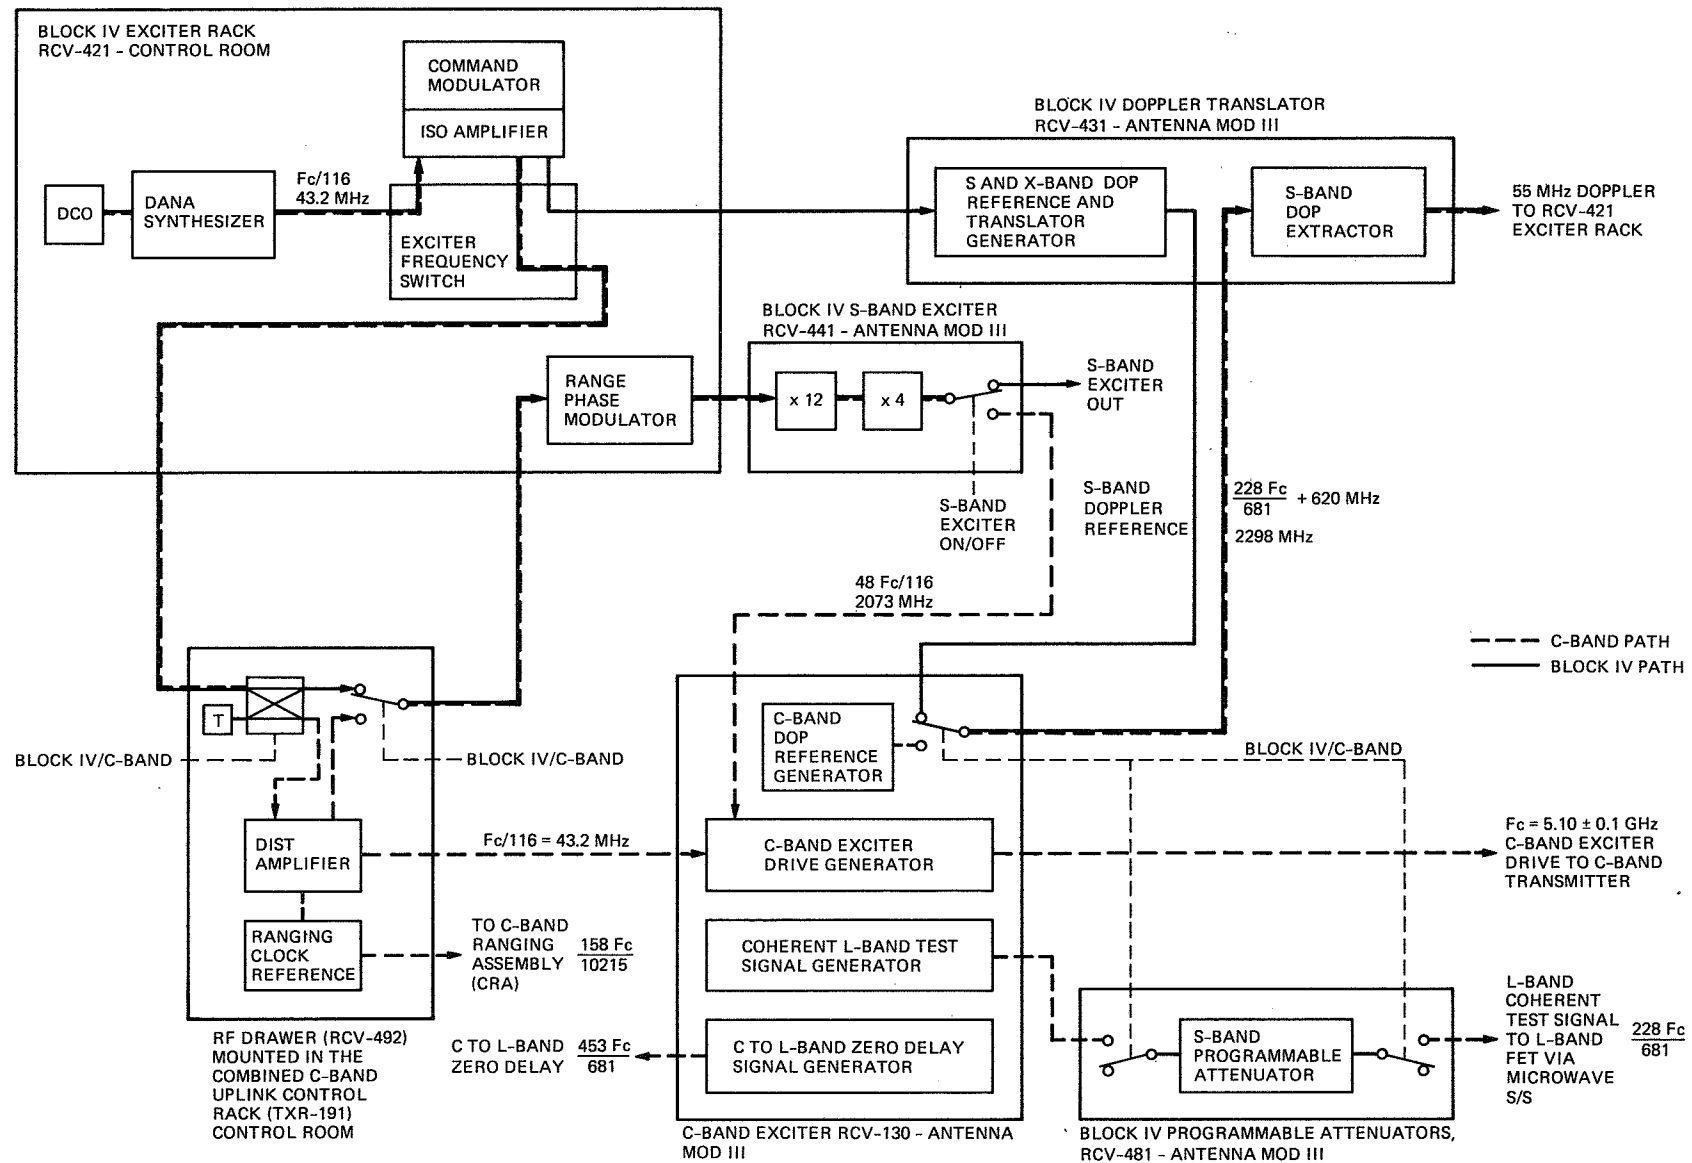 BLOCK IV EXCITER RACK
RCV-421 - CONTROL ROOM
COMMAND
MODULATOR
ISO AMPLIFIER
DCO
DANA
SYNTHESIZER
Fc/116
43.2 MHz
EXCITER
FREQUENCY
SWITCH
RANGE
PHASE
MODULATOR
BLOCK IV DOPPLER TRANSLATOR
RCV-431 - ANTENNA MOD III
S AND X-BAND DOP
REFERENCE AND
TRANSLATOR
GENERATOR
S-BAND
DOP
EXTRACTOR
55 MHz DOPPLER
TO RCV-421
EXCITER RACK
BLOCK IV S-BAND EXCITER
RCV-441 - ANTENNA MOD III
x 12
x 4
S-BAND
EXCITER
OUT
S-BAND
EXCITER
ON/OFF
S-BAND
DOPPLER
REFERENCE
228 Fc
681
+ 620 MHz
2298 MHz
48 Fc/116
2073 MHz
C-BAND PATH
BLOCK IV PATH
T
BLOCK IV/C-BAND
BLOCK IV/C-BAND
DIST
AMPLIFIER
RANGING
CLOCK
REFERENCE
Fc/116 = 43.2 MHz
TO C-BAND
RANGING
ASSEMBLY
(CRA)
158 Fc
10215
RF DRAWER (RCV-492)
MOUNTED IN THE
COMBINED C-BAND
UPLINK CONTROL
RACK (TXR-191)
CONTROL ROOM
C-BAND
DOP
REFERENCE
GENERATOR
BLOCK IV/C-BAND
C-BAND EXCITER
DRIVE GENERATOR
Fc = 5.10 ± 0.1 GHz
C-BAND EXCITER
DRIVE TO C-BAND
TRANSMITTER
COHERENT L-BAND TEST
SIGNAL GENERATOR
C TO L-BAND
ZERO DELAY
453 Fc
681
C TO L-BAND ZERO DELAY
SIGNAL GENERATOR
C-BAND EXCITER RCV-130 - ANTENNA
MOD III
S-BAND
PROGRAMMABLE
ATTENUATOR
L-BAND
COHERENT
TEST SIGNAL
TO L-BAND
FET VIA
MICROWAVE
S/S
228 Fc
681
BLOCK IV PROGRAMMABLE ATTENUATORS,
RCV-481 - ANTENNA MOD III